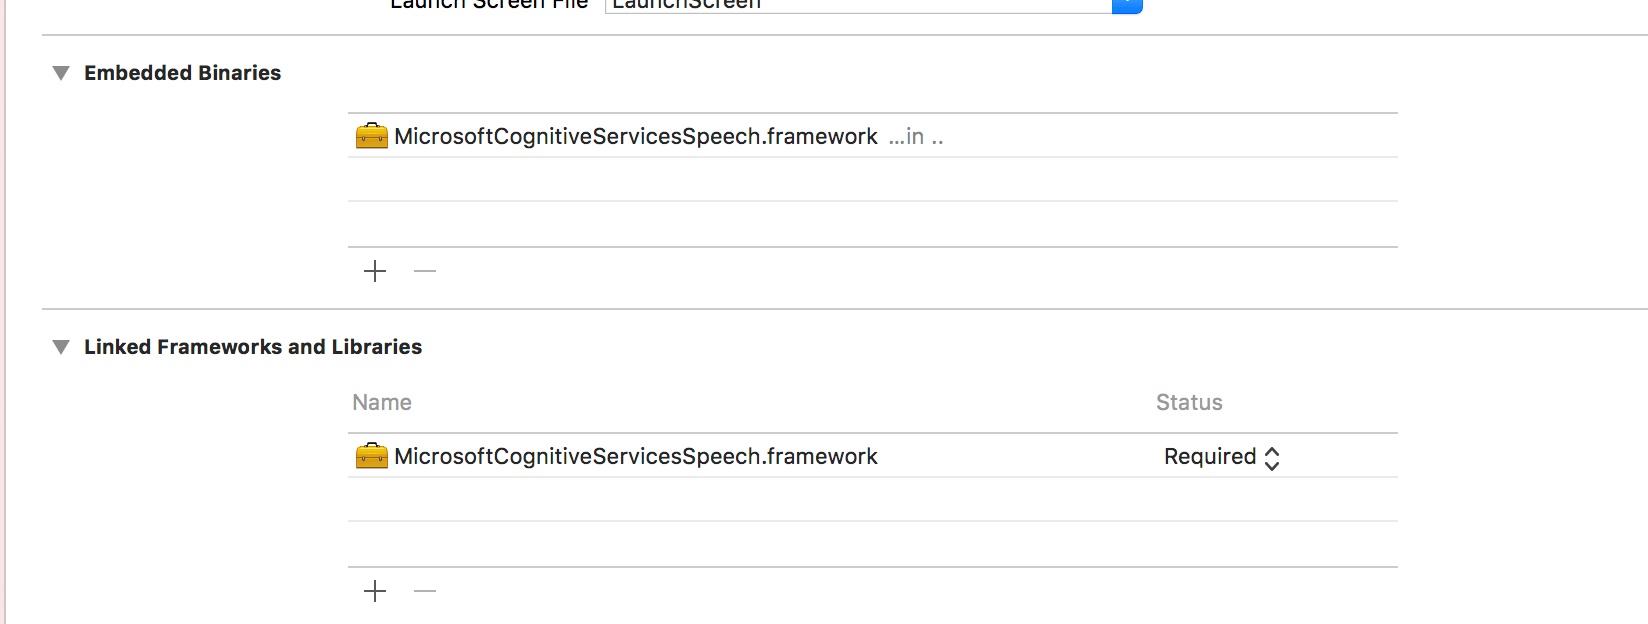 Launch Screen File LaunchScreen
Embedded Binaries
MicrosoftCognitiveServicesSpeech.framework ...in ..
Linked Frameworks and Libraries
Name Status
MicrosoftCognitiveServicesSpeech.framework Required